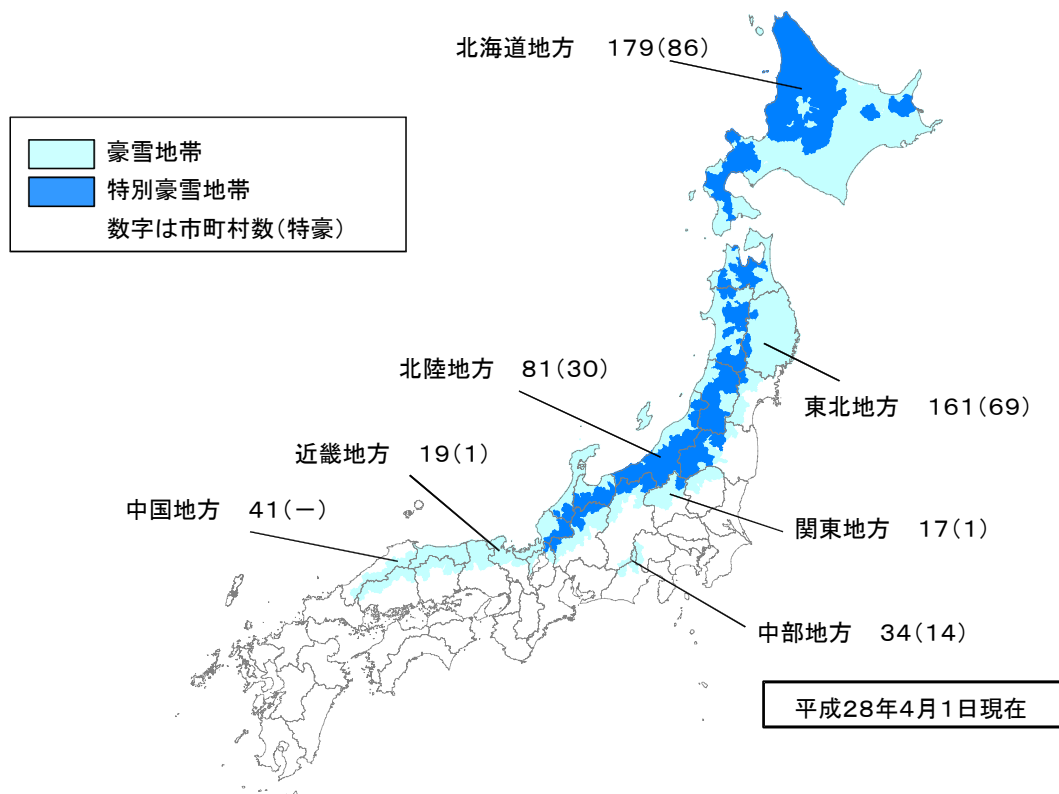 北海道地方　179(86)
豪雪地帯
特別豪雪地帯
数字は市町村数(特豪)
北陸地方　81(30)
東北地方　161(69)
近畿地方　19(1)
中国地方　41(－)
関東地方　17(1)
中部地方　34(14)
平成28年4月1日現在